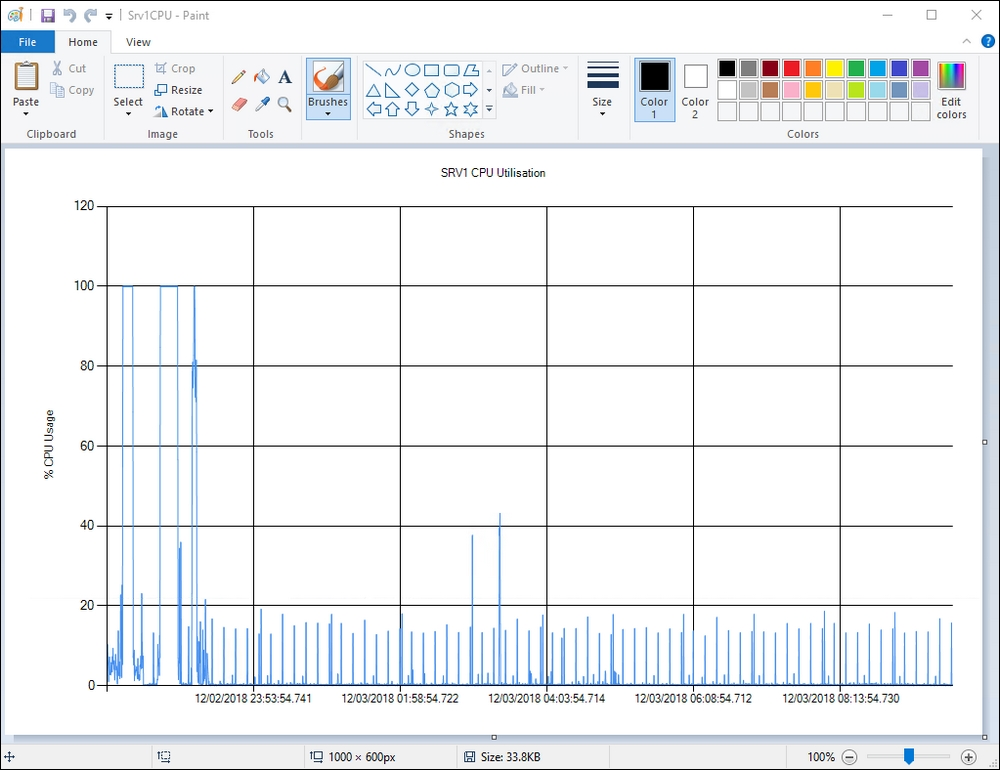 Srv1CPU - Paint
File Home View
Paste Cut Copy
Clipboard
Select Crop Resize Rotate
Image
A
Tools
Brushes
Shapes
Outline Fill
Size
Color 1 Color 2
Edit colors
Colors
SRV1 CPU Utilisation
% CPU Usage
120
100
80
60
40
20
0
12/02/2018 23:53:54.741 12/03/2018 01:58:54.722 12/03/2018 04:03:54.714 12/03/2018 06:08:54.712 12/03/2018 08:13:54.730
1000 × 600px Size: 33.8KB 100%